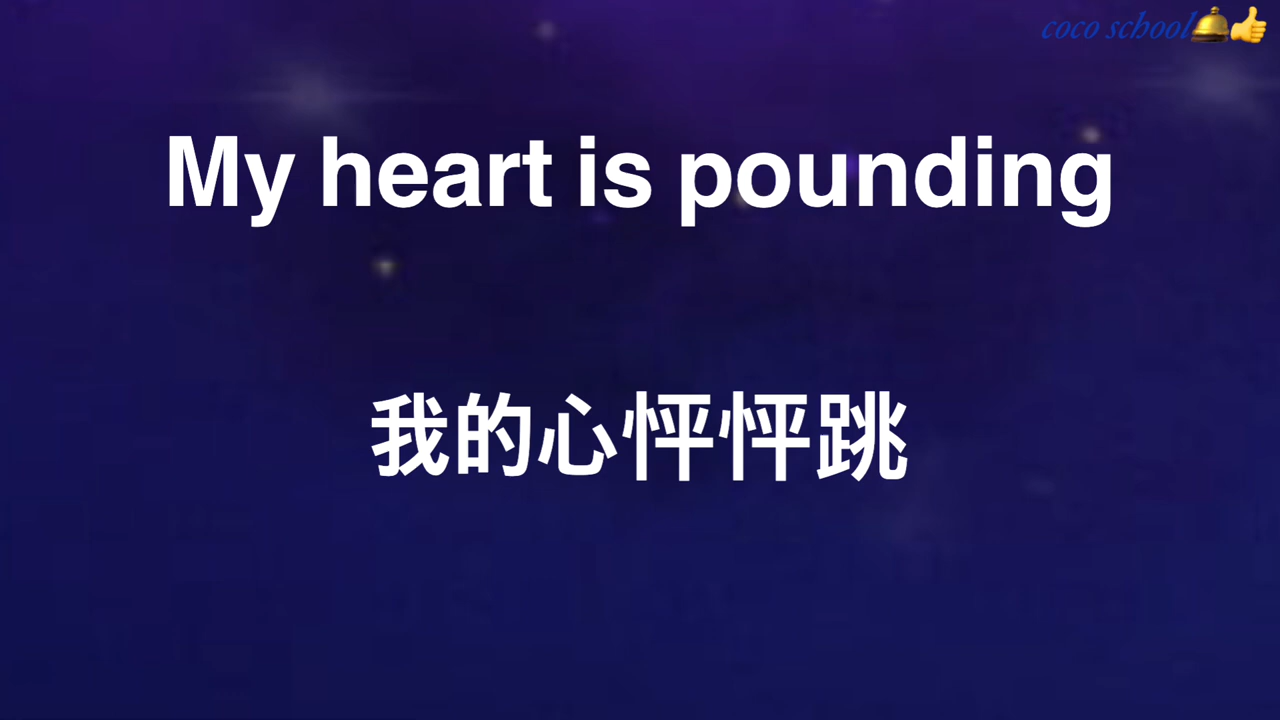 coco school🛎👍
My heart is pounding
我的心怦怦跳